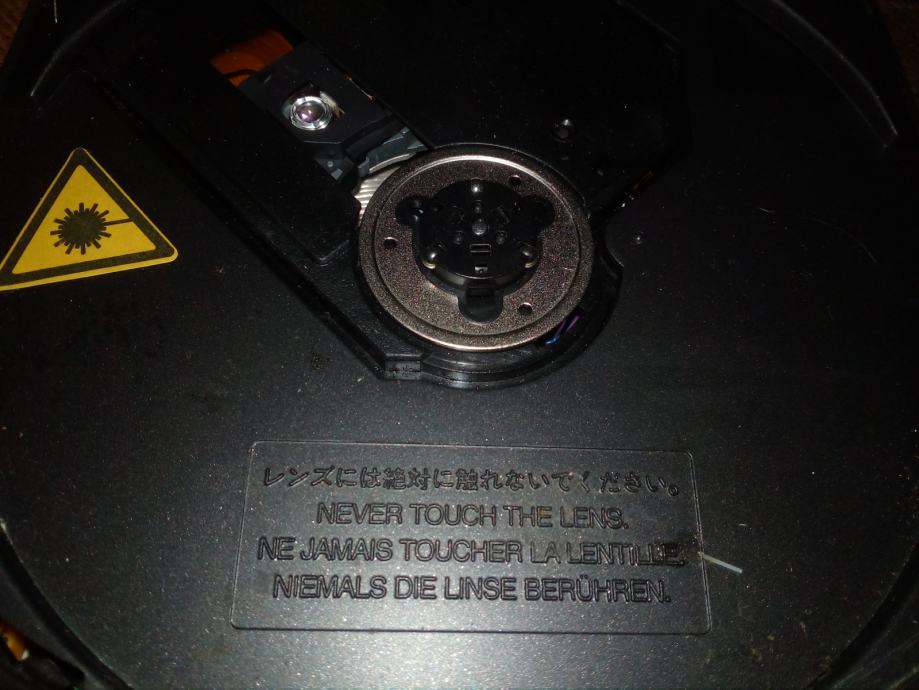 レンズには絶対に触れないでください。
NEVER TOUCH THE LENS.
NE JAMAIS TOUCHER LA LENTILLE.
NIEMALS DIE LINSE BERÜHREN.